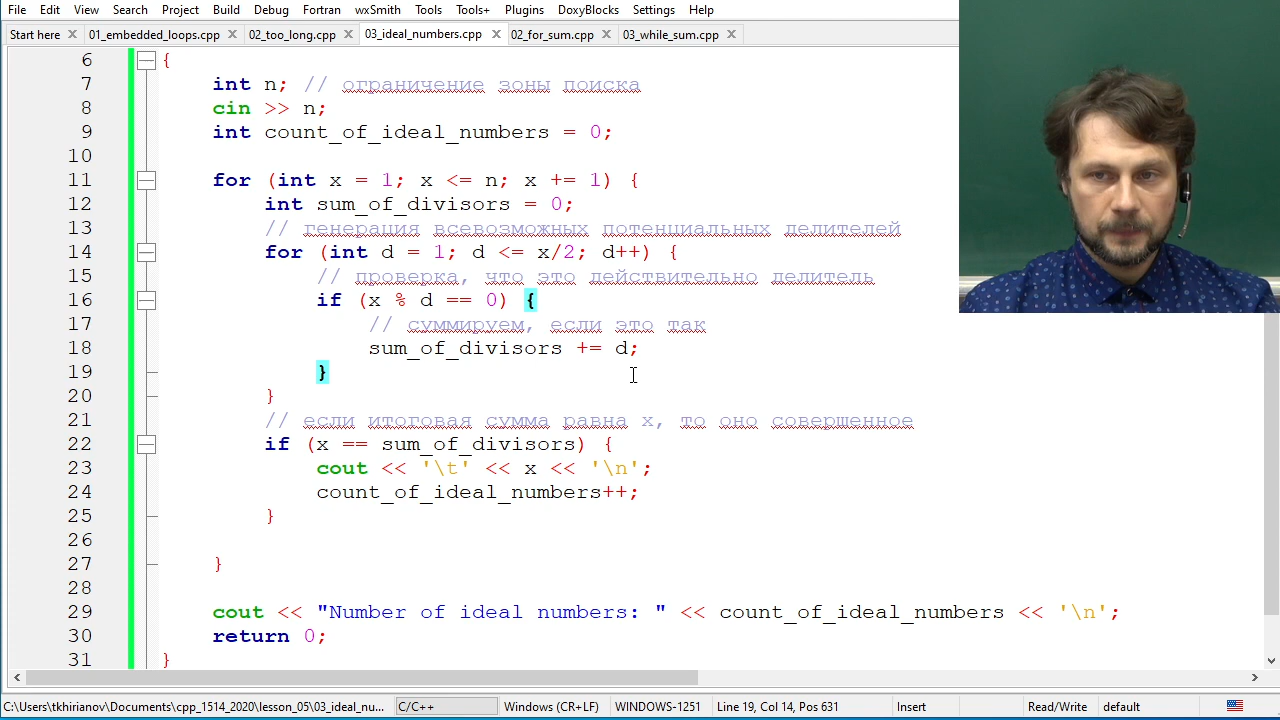 File Edit View Search Project Build Debug Fortran wxSmith Tools Tools+ Plugins DoxyBlocks Settings Help
Start here 01_embedded_loops.cpp 02_too_long.cpp 03_ideal_numbers.cpp 02_for_sum.cpp 03_while_sum.cpp
6 {
7 int n; // ограничение зоны поиска
8 cin >> n;
9 int count_of_ideal_numbers = 0;
10
11 for (int x = 1; x <= n; x += 1) {
12 int sum_of_divisors = 0;
13 // генерация всевозможных потенциальных делителей
14 for (int d = 1; d <= x/2; d++) {
15 // проверка, что это действительно делитель
16 if (x % d == 0) {
17 // суммируем, если это так
18 sum_of_divisors += d;
19 }
20 }
21 // если итоговая сумма равна x, то оно совершенное
22 if (x == sum_of_divisors) {
23 cout << '\t' << x << '\n';
24 count_of_ideal_numbers++;
25 }
26
27 }
28
29 cout << "Number of ideal numbers: " << count_of_ideal_numbers << '\n';
30 return 0;
31 }
C:\Users\tkhirianov\Documents\cpp_1514_2020\lesson_05\03_ideal_nu... C/C++ Windows (CR+LF) WINDOWS-1251 Line 19, Col 14, Pos 631 Insert Read/Write default